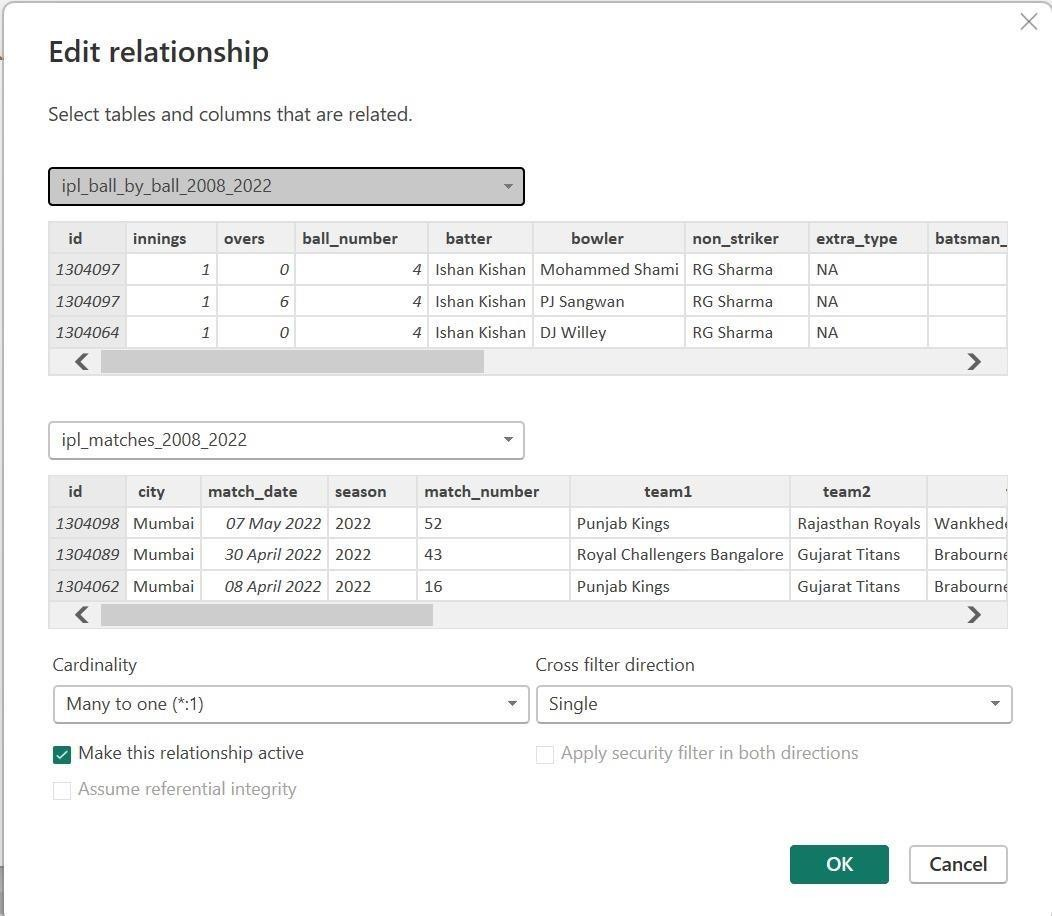 Edit relationship
Select tables and columns that are related.
ipl_ball_by_ball_2008_2022
id innings overs ball_number batter bowler non_striker extra_type batsman_
1304097 1 0 4 Ishan Kishan Mohammed Shami RG Sharma NA
1304097 1 6 4 Ishan Kishan PJ Sangwan RG Sharma NA
1304064 1 0 4 Ishan Kishan DJ Willey RG Sharma NA
ipl_matches_2008_2022
id city match_date season match_number team1 team2
1304098 Mumbai 07 May 2022 2022 52 Punjab Kings Rajasthan Royals Wankhede
1304089 Mumbai 30 April 2022 2022 43 Royal Challengers Bangalore Gujarat Titans Brabourne
1304062 Mumbai 08 April 2022 2022 16 Punjab Kings Gujarat Titans Brabourne
Cardinality Cross filter direction
Many to one (*:1) Single
Make this relationship active Apply security filter in both directions
Assume referential integrity
OK Cancel